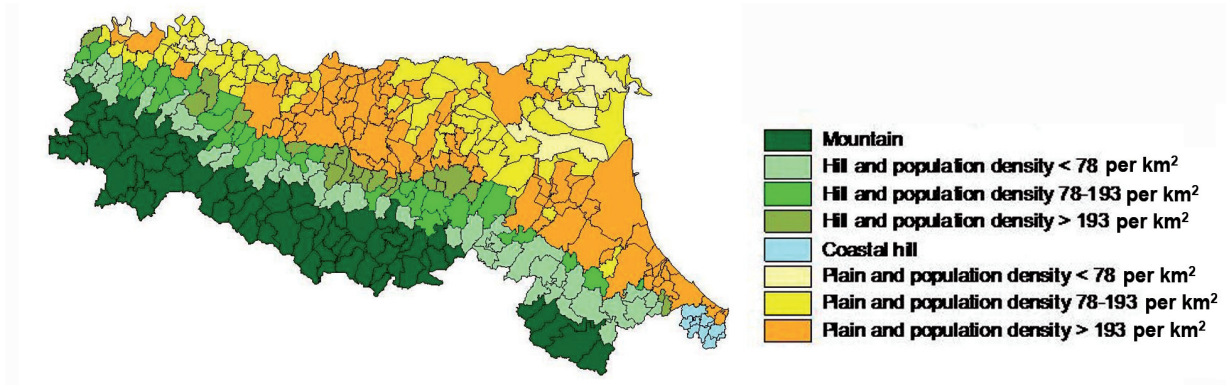 Mountain
Hill and population density < 78 per km²
Hill and population density 78-193 per km²
Hill and population density > 193 per km²
Coastal hill
Plain and population density < 78 per km²
Plain and population density 78-193 per km²
Plain and population density > 193 per km²